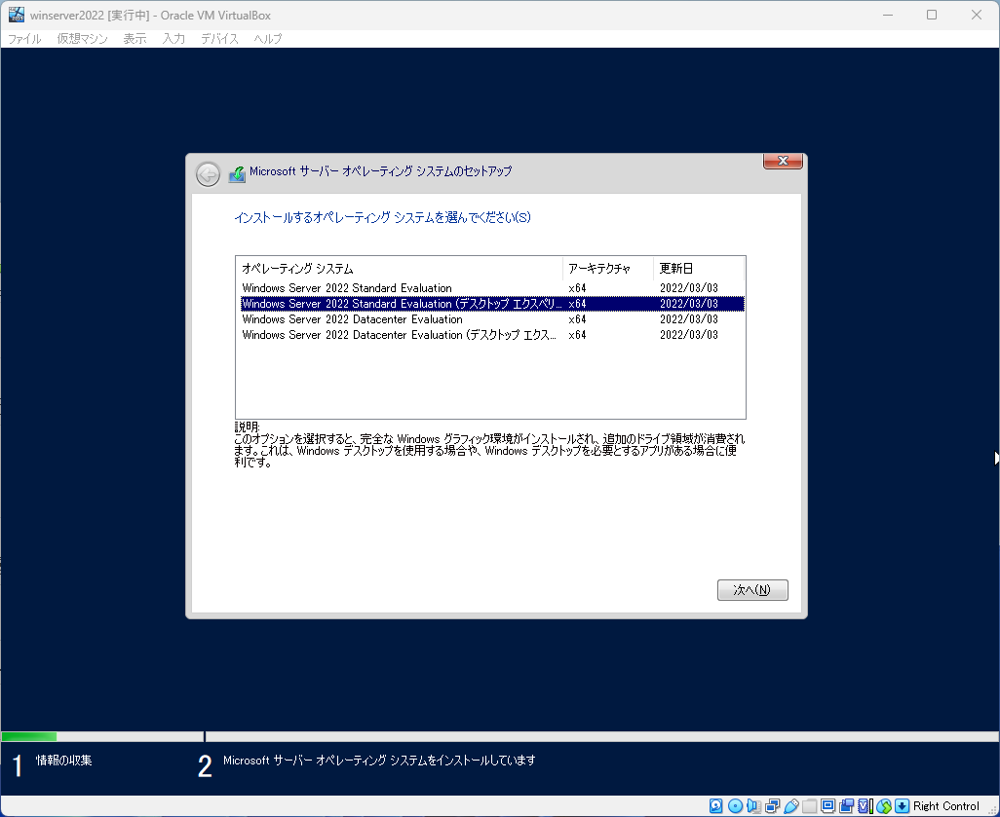 winserver2022 [実行中] - Oracle VM VirtualBox
ファイル 仮想マシン 表示 入力 デバイス ヘルプ
Microsoft サーバー オペレーティング システムのセットアップ
インストールするオペレーティング システムを選んでください(S)
オペレーティング システム アーキテクチャ 更新日
Windows Server 2022 Standard Evaluation x64 2022/03/03
Windows Server 2022 Standard Evaluation (デスクトップ エクスペリ... x64 2022/03/03
Windows Server 2022 Datacenter Evaluation x64 2022/03/03
Windows Server 2022 Datacenter Evaluation (デスクトップ エクス... x64 2022/03/03
説明:
このオプションを選択すると、完全な Windows グラフィック環境がインストールされ、追加のドライブ領域が消費され
ます。これは、Windows デスクトップを使用する場合や、Windows デスクトップを必要とするアプリがある場合に便
利です。
次へ(N)
1 情報の収集 2 Microsoft サーバー オペレーティング システムをインストールしています
Right Control